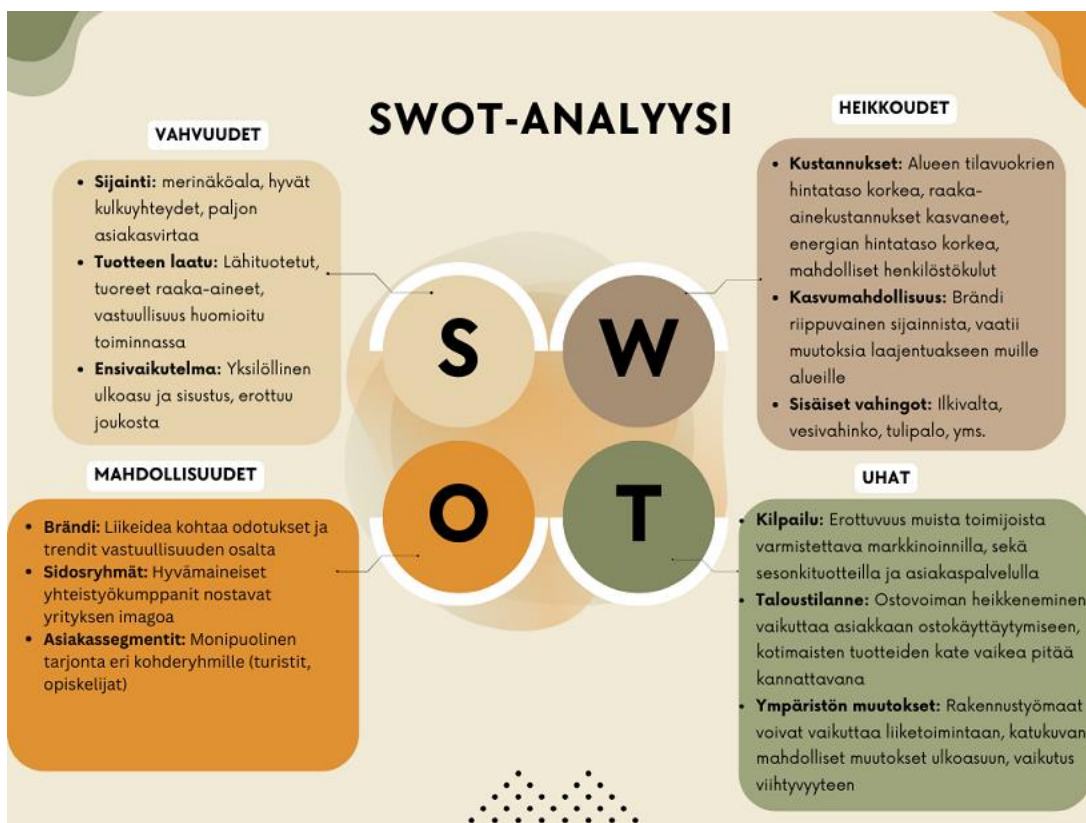 SWOT-ANALYYSI
VAHVUUDET
• Sijainti: merinäköala, hyvät
kulkuyhteydet, paljon
asiakasvirtaa
• Tuotteen laatu: Lähituotetut,
tuoreet raaka-aineet,
vastuullisuus huomioitu
toiminnassa
• Ensivaikutelma: Yksilöllinen
ulkoasu ja sisustus, erottuu
joukosta
HEIKKOUDET
• Kustannukset: Alueen tilavuokrien
hintataso korkea, raaka-
ainekustannukset kasvaneet,
energian hintataso korkea,
mahdolliset henkilöstökulut
• Kasvumahdollisuus: Brändi
riippuvainen sijainnista, vaatii
muutoksia laajentuakseen muille
alueille
• Sisäiset vahingot: Ilkivalta,
vesivahinko, tulipalo, yms.
S
W
O
T
MAHDOLLISUUDET
• Brändi: Liikeidea kohtaa odotukset ja
trendit vastuullisuuden osalta
• Sidosryhmät: Hyvämaineiset
yhteistyökumppanit nostavat
yrityksen imagoa
• Asiakassegmentit: Monipuolinen
tarjonta eri kohderyhmille (turistit,
opiskelijat)
UHAT
• Kilpailu: Erottuvuus muista toimijoista
varmistettava markkinoinnilla, sekä
sesonkituotteilla ja asiakaspalvelulla
• Taloustilanne: Ostovoiman heikkeneminen
vaikuttaa asiakkaan ostokäyttäytymiseen,
kotimaisten tuotteiden kate vaikea pitää
kannattavana
• Ympäristön muutokset: Rakennustyömaat
voivat vaikuttaa liiketoimintaan, katukuvan
mahdolliset muutokset ulkoasuun, vaikutus
viihtyvyyteen